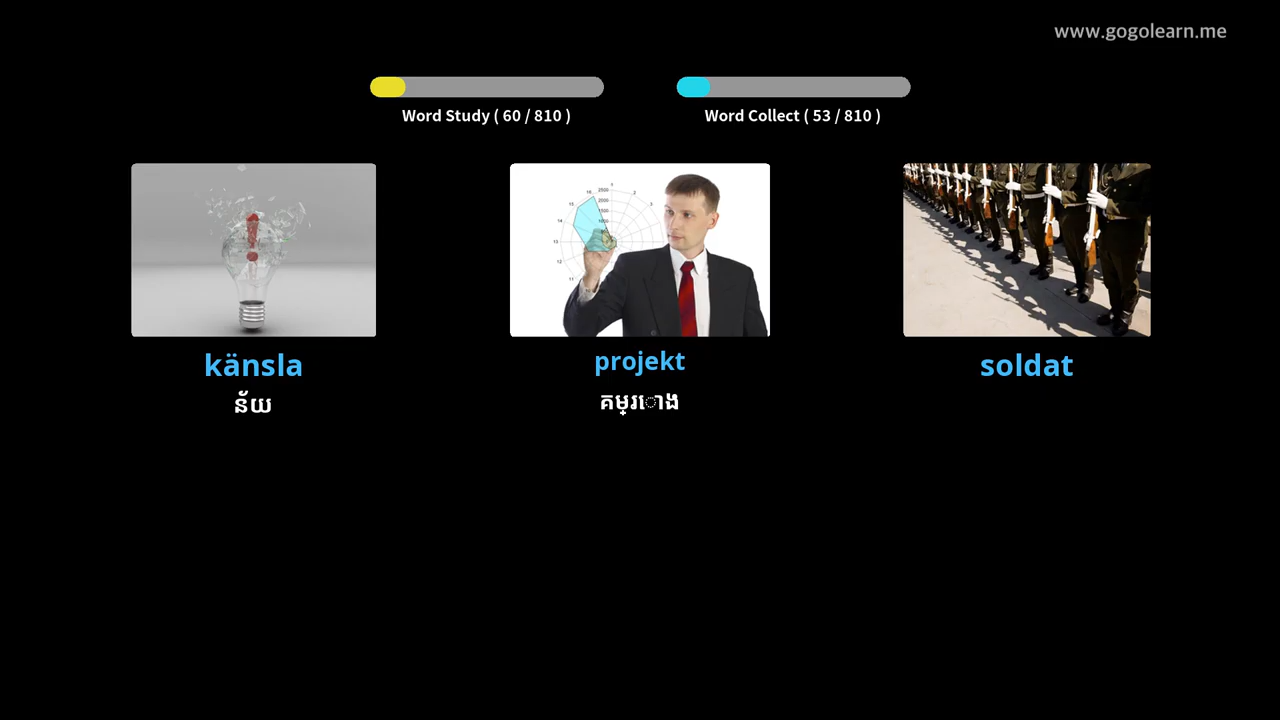 www.gogolearn.me
Word Study ( 60 / 810 )
Word Collect ( 53 / 810 )
känsla
projekt
soldat
ន័យ
គម្រោង